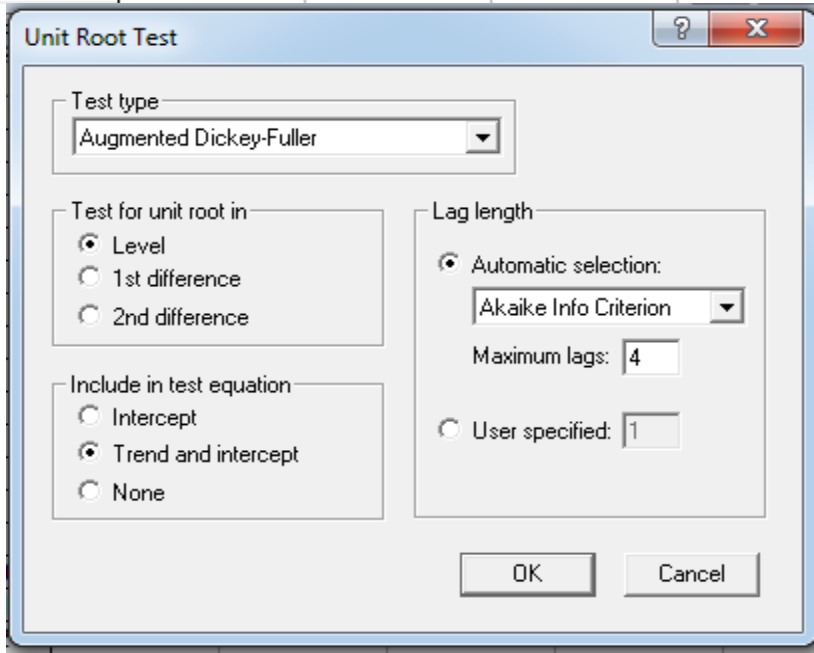 Unit Root Test
?
X
Test type
Augmented Dickey-Fuller
Test for unit root in
Level
1st difference
2nd difference
Include in test equation
Intercept
Trend and intercept
None
Lag length
Automatic selection:
Akaike Info Criterion
Maximum lags: 4
User specified: 1
OK
Cancel